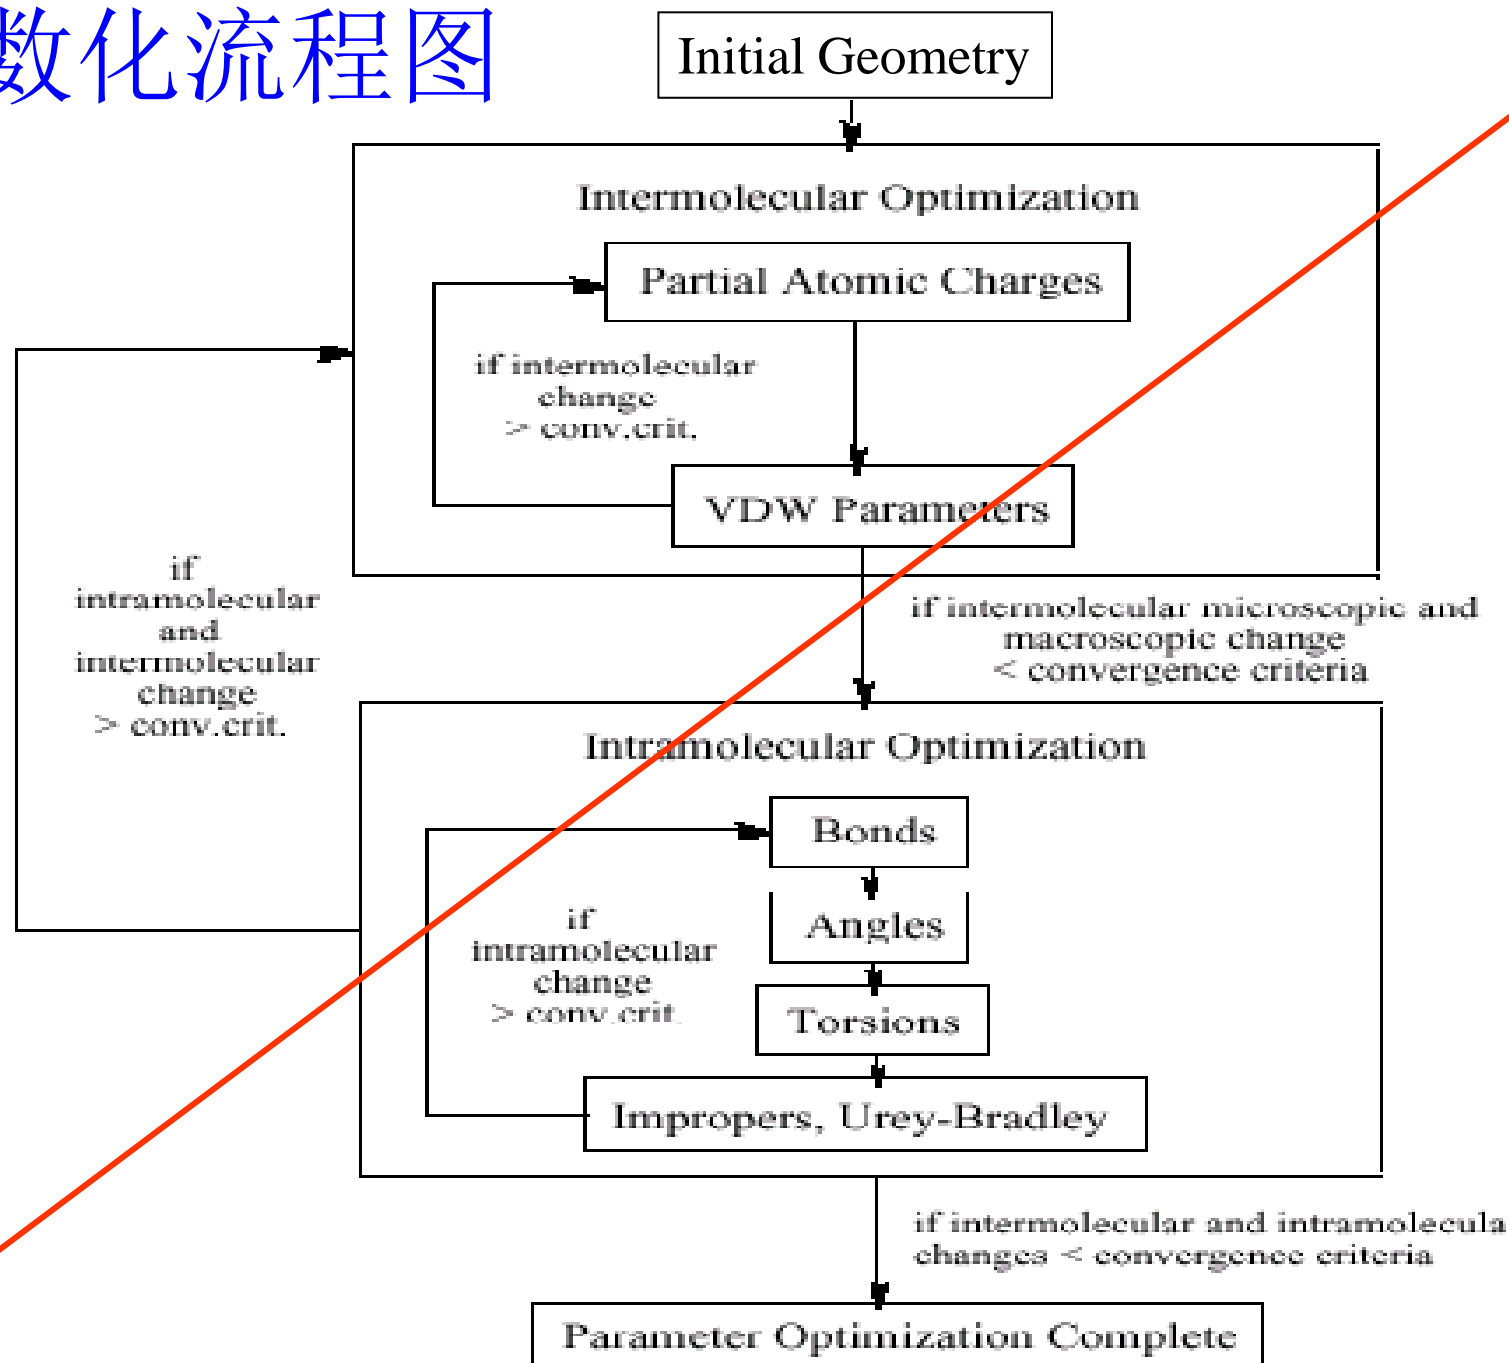 数化流程图
Initial Geometry
Intermolecular Optimization
Partial Atomic Charges
if intermolecular
change
> conv.crit.
VDW Parameters
if
intramolecular
and
intermolecular
change
> conv.crit.
if intermolecular microscopic and
macroscopic change
< convergence criteria
Intramolecular Optimization
Bonds
Angles
if
intramolecular
change
> conv.crit.
Torsions
Impropers, Urey-Bradley
if intermolecular and intramolecula
changes < convergence criteria
Parameter Optimization Complete